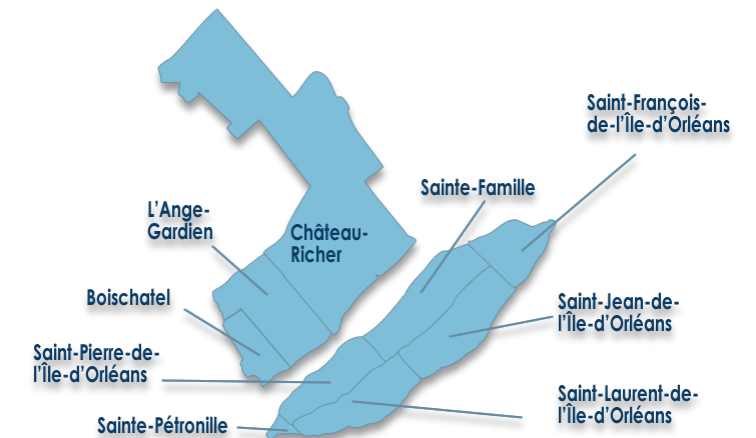 Saint-François-
de-l’Île-d’Orléans
Sainte-Famille
L’Ange-
Gardien
Château-
Richer
Boischatel
Saint-Jean-de-
l’Île-d’Orléans
Saint-Pierre-de-
l’Île-d’Orléans
Saint-Laurent-de-
l’Île-d’Orléans
Sainte-Pétronille